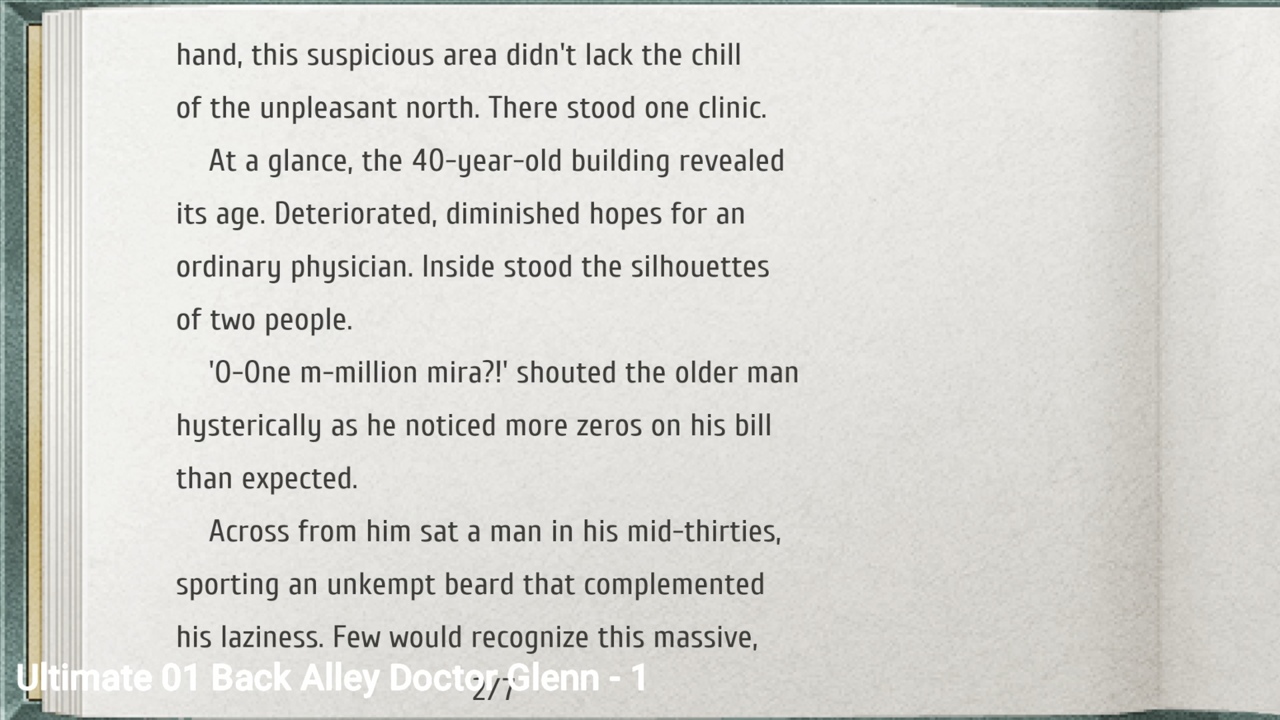 hand, this suspicious area didn't lack the chill
of the unpleasant north. There stood one clinic.
At a glance, the 40-year-old building revealed
its age. Deteriorated, diminished hopes for an
ordinary physician. Inside stood the silhouettes
of two people.
'O-One m-million mira?!' shouted the older man
hysterically as he noticed more zeros on his bill
than expected.
Across from him sat a man in his mid-thirties,
sporting an unkempt beard that complemented
his laziness. Few would recognize this massive,
Ultimate 01 Back Alley Doctor Glenn - 1
2/7